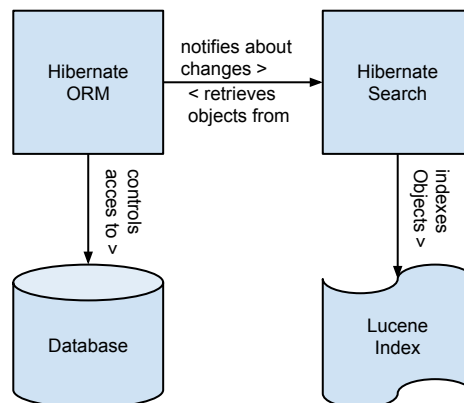 Hibernate
ORM
notifies about
changes >
< retrieves
objects from
Hibernate
Search
controls
acces to >
indexes
Objects >
Database
Lucene
Index